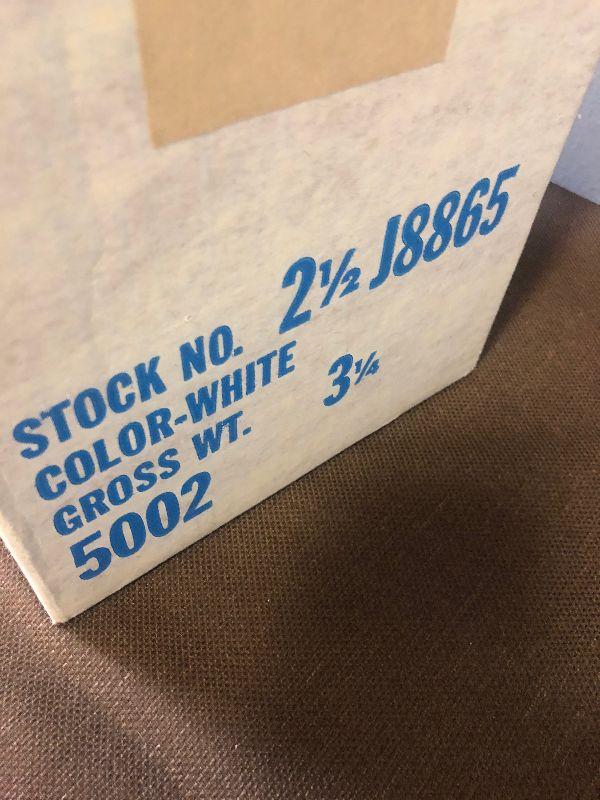 STOCK NO. 2½ J8865
COLOR-WHITE
GROSS WT. 3¼
5002